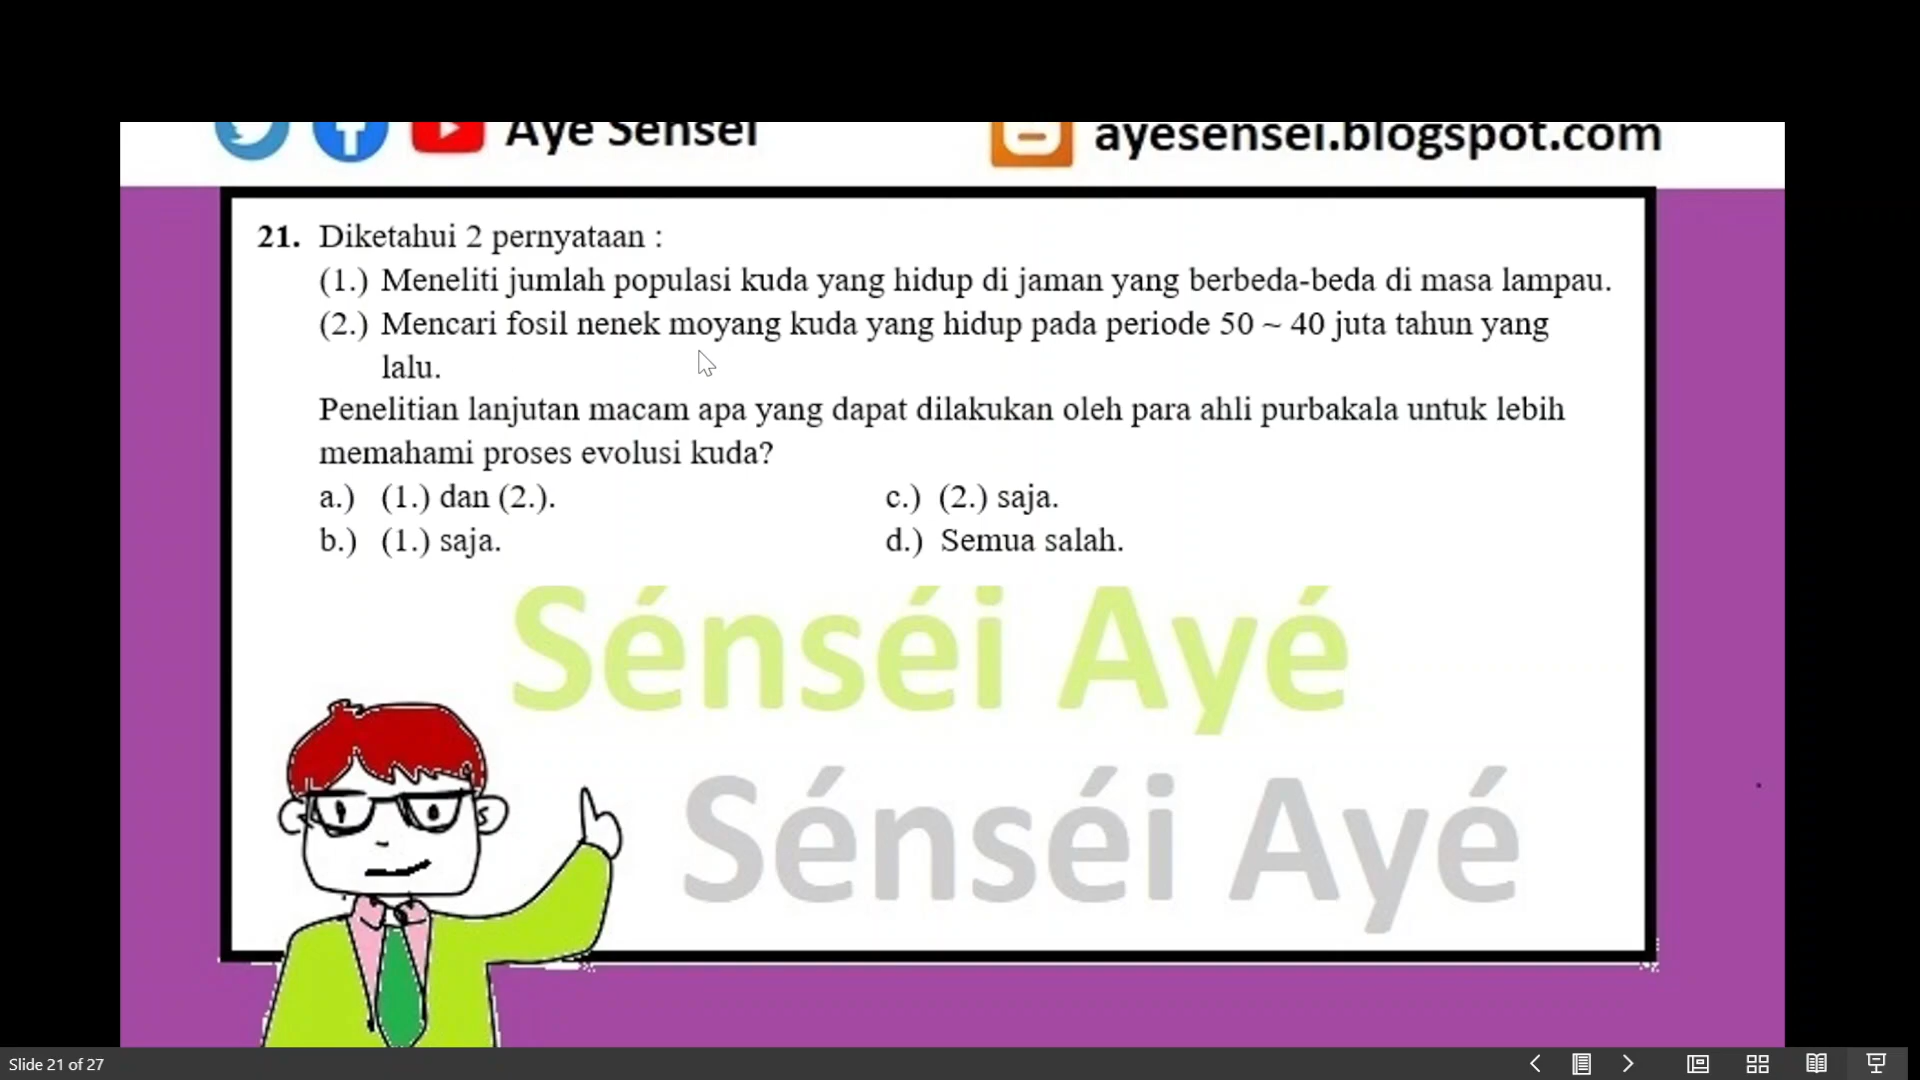 Aye Sensei
ayesensei.blogspot.com
21. Diketahui 2 pernyataan :
(1.) Meneliti jumlah populasi kuda yang hidup di jaman yang berbeda-beda di masa lampau.
(2.) Mencari fosil nenek moyang kuda yang hidup pada periode 50 ~ 40 juta tahun yang
lalu.
Penelitian lanjutan macam apa yang dapat dilakukan oleh para ahli purbakala untuk lebih
memahami proses evolusi kuda?
a.) (1.) dan (2.).
c.) (2.) saja.
b.) (1.) saja.
d.) Semua salah.
Sénséi Ayé
Sénséi Ayé
Slide 21 of 27